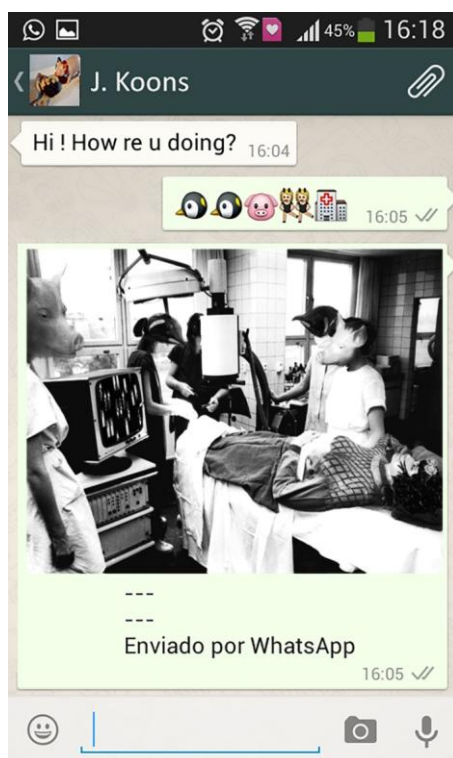 45% 16:18
J. Koons
Hi ! How re u doing? 16:04
16:05
---
---
Enviado por WhatsApp
16:05